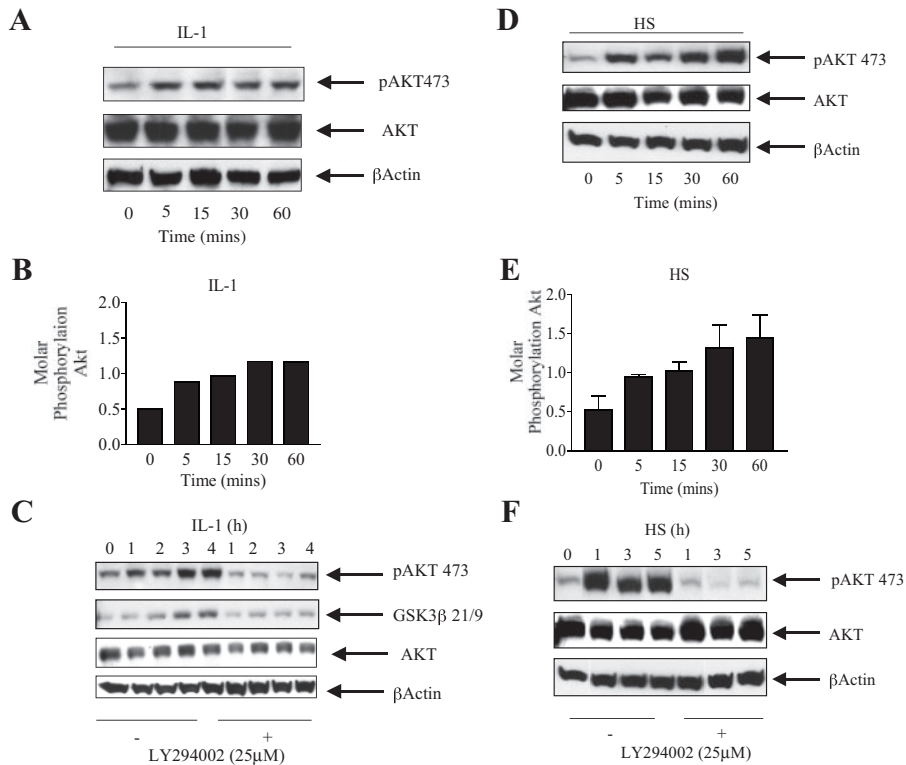 A
IL-1
pAKT473
AKT
βActin
0 5 15 30 60
Time (mins)
B
IL-1
Molar
Phosphorylaion
Akt
2.0
1.5
1.0
0.5
0.0
0 5 15 30 60
Time (mins)
C
IL-1 (h)
0 1 2 3 4 1 2 3 4
pAKT 473
GSK3β 21/9
AKT
βActin
- +
LY294002 (25μM)
D
HS
pAKT 473
AKT
βActin
0 5 15 30 60
Time (mins)
E
HS
Molar
Phosphorylation Akt
2.0
1.5
1.0
0.5
0.0
0 5 15 30 60
Time (mins)
F
HS (h)
0 1 3 5 1 3 5
pAKT 473
AKT
βActin
- +
LY294002 (25μM)